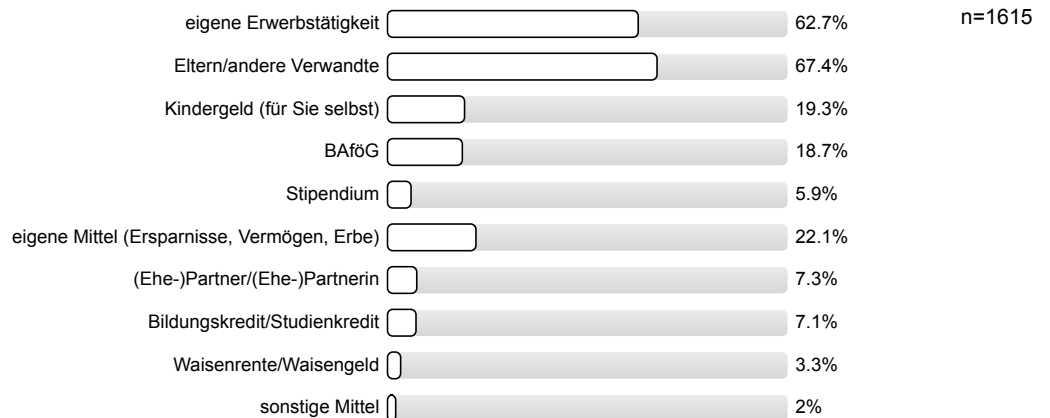 eigene Erwerbstätigkeit 62.7% n=1615
Eltern/andere Verwandte 67.4%
Kindergeld (für Sie selbst) 19.3%
BAföG 18.7%
Stipendium 5.9%
eigene Mittel (Ersparnisse, Vermögen, Erbe) 22.1%
(Ehe-)Partner/(Ehe-)Partnerin 7.3%
Bildungskredit/Studienkredit 7.1%
Waisenrente/Waisengeld 3.3%
sonstige Mittel 2%